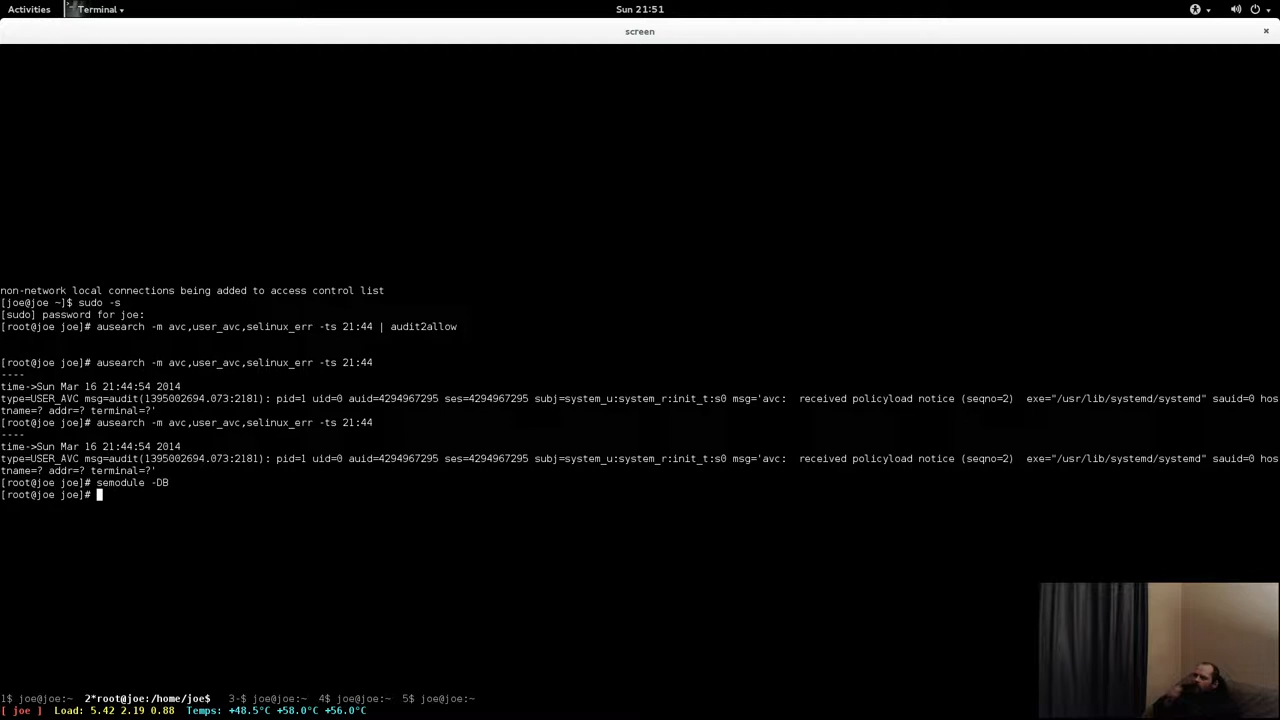 Activities Terminal Sun 21:51
screen
non-network local connections being added to access control list
[joe@joe ~]$ sudo -s
[sudo] password for joe:
[root@joe joe]# ausearch -m avc,user_avc,selinux_err -ts 21:44 | audit2allow
[root@joe joe]# ausearch -m avc,user_avc,selinux_err -ts 21:44
----
time->Sun Mar 16 21:44:54 2014
type=USER_AVC msg=audit(1395002694.073:2181): pid=1 uid=0 auid=4294967295 ses=4294967295 subj=system_u:system_r:init_t:s0 msg='avc:  received policyload notice (seqno=2)  exe="/usr/lib/systemd/systemd" sauid=0 hos
tname=? addr=? terminal=?'
[root@joe joe]# ausearch -m avc,user_avc,selinux_err -ts 21:44
----
time->Sun Mar 16 21:44:54 2014
type=USER_AVC msg=audit(1395002694.073:2181): pid=1 uid=0 auid=4294967295 ses=4294967295 subj=system_u:system_r:init_t:s0 msg='avc:  received policyload notice (seqno=2)  exe="/usr/lib/systemd/systemd" sauid=0 hos
tname=? addr=? terminal=?'
[root@joe joe]# semodule -DB
[root@joe joe]#
1$ joe@joe:~  2*root@joe:/home/joe$  3-$ joe@joe:~  4$ joe@joe:~  5$ joe@joe:~
[ joe ]  Load: 5.42 2.19 0.88  Temps: +48.5°C +58.0°C +56.0°C